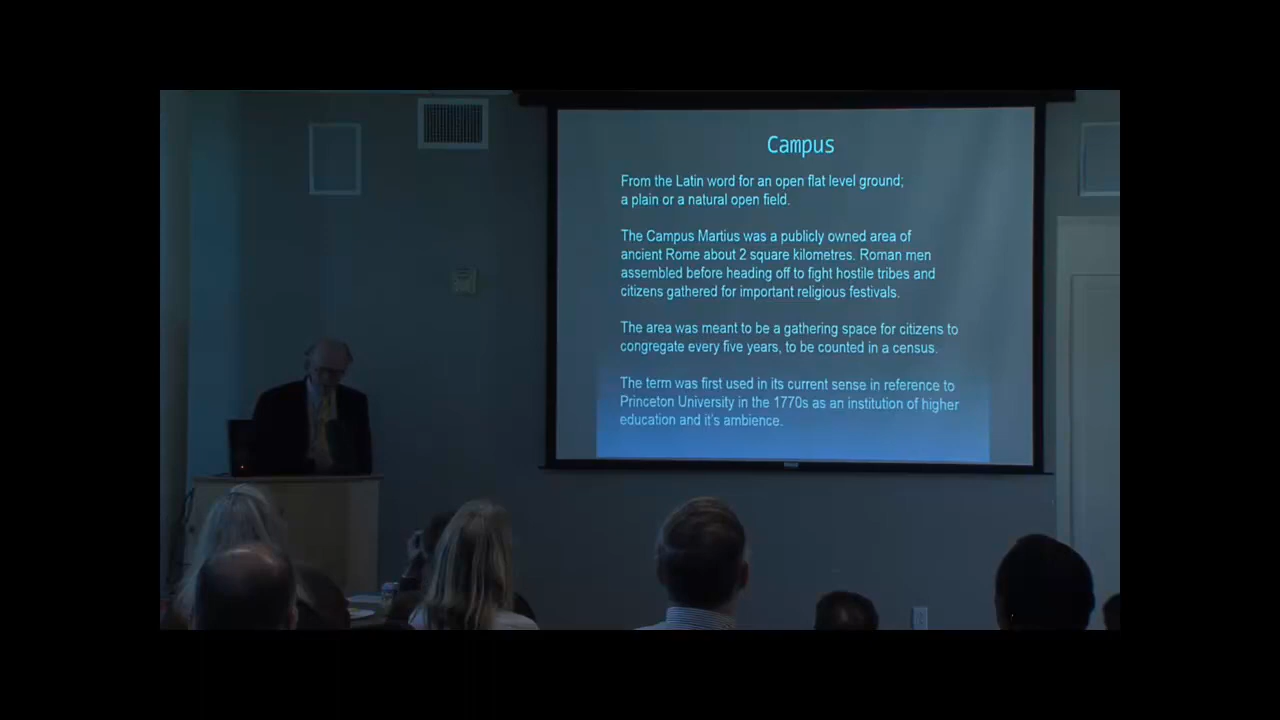 Campus
From the Latin word for an open flat level ground;
a plain or a natural open field.
The Campus Martius was a publicly owned area of
ancient Rome about 2 square kilometres. Roman men
assembled before heading off to fight hostile tribes and
citizens gathered for important religious festivals.
The area was meant to be a gathering space for citizens to
congregate every five years, to be counted in a census.
The term was first used in its current sense in reference to
Princeton University in the 1770s as an institution of higher
education and it's ambience.